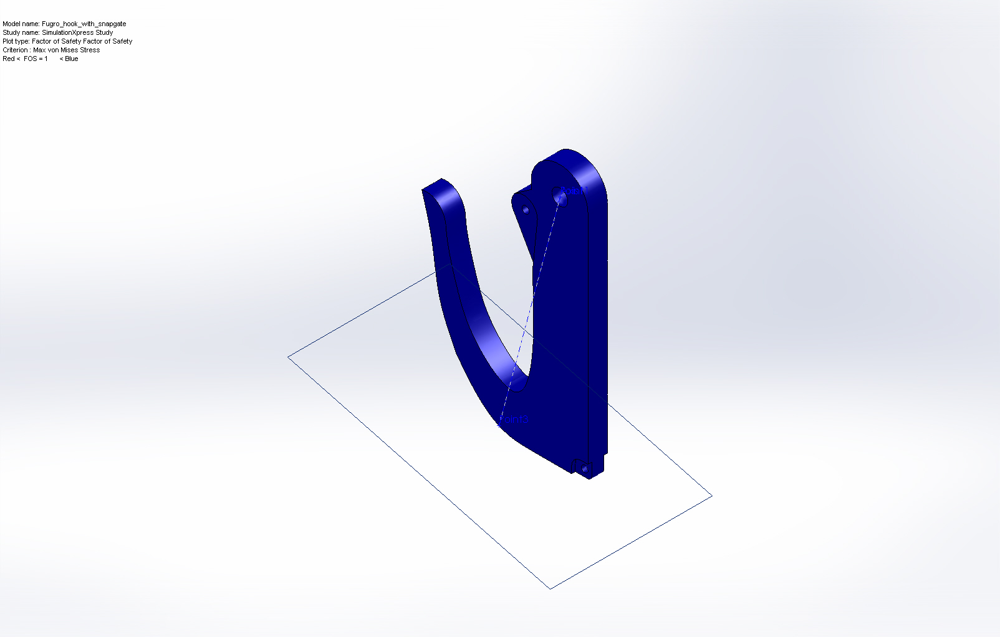 Model name: Fugro_hook_with_snapgate
Study name: SimulationXpress Study
Plot type: Factor of Safety Factor of Safety
Criterion : Max von Mises Stress
Red < FOS = 1 < Blue
Point1
Point3